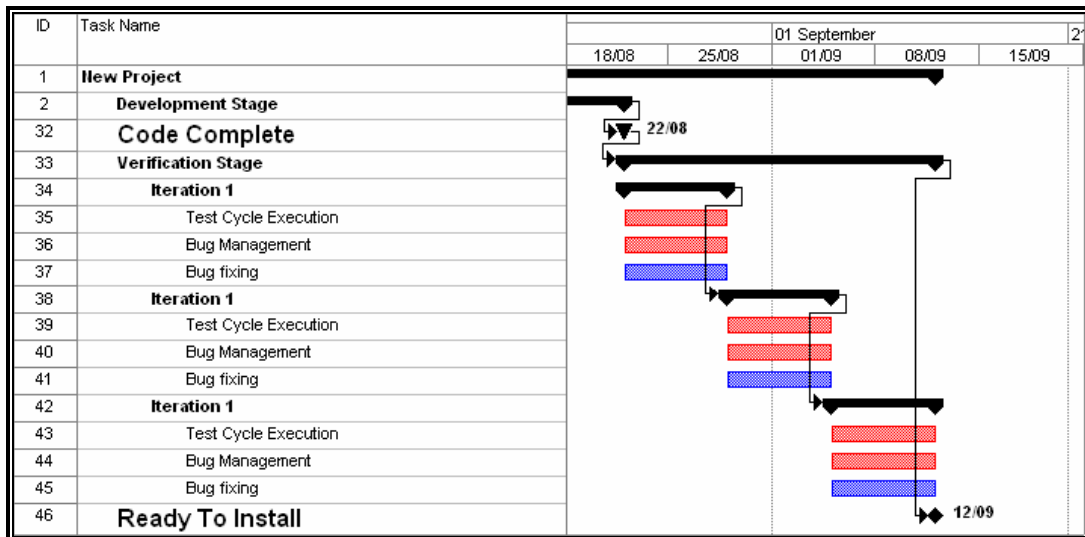 ID Task Name
01 September 21
18/08 25/08 01/09 08/09 15/09
1 New Project
2 Development Stage
32 Code Complete 22/08
33 Verification Stage
34 Iteration 1
35 Test Cycle Execution
36 Bug Management
37 Bug fixing
38 Iteration 1
39 Test Cycle Execution
40 Bug Management
41 Bug fixing
42 Iteration 1
43 Test Cycle Execution
44 Bug Management
45 Bug fixing
46 Ready To Install 12/09